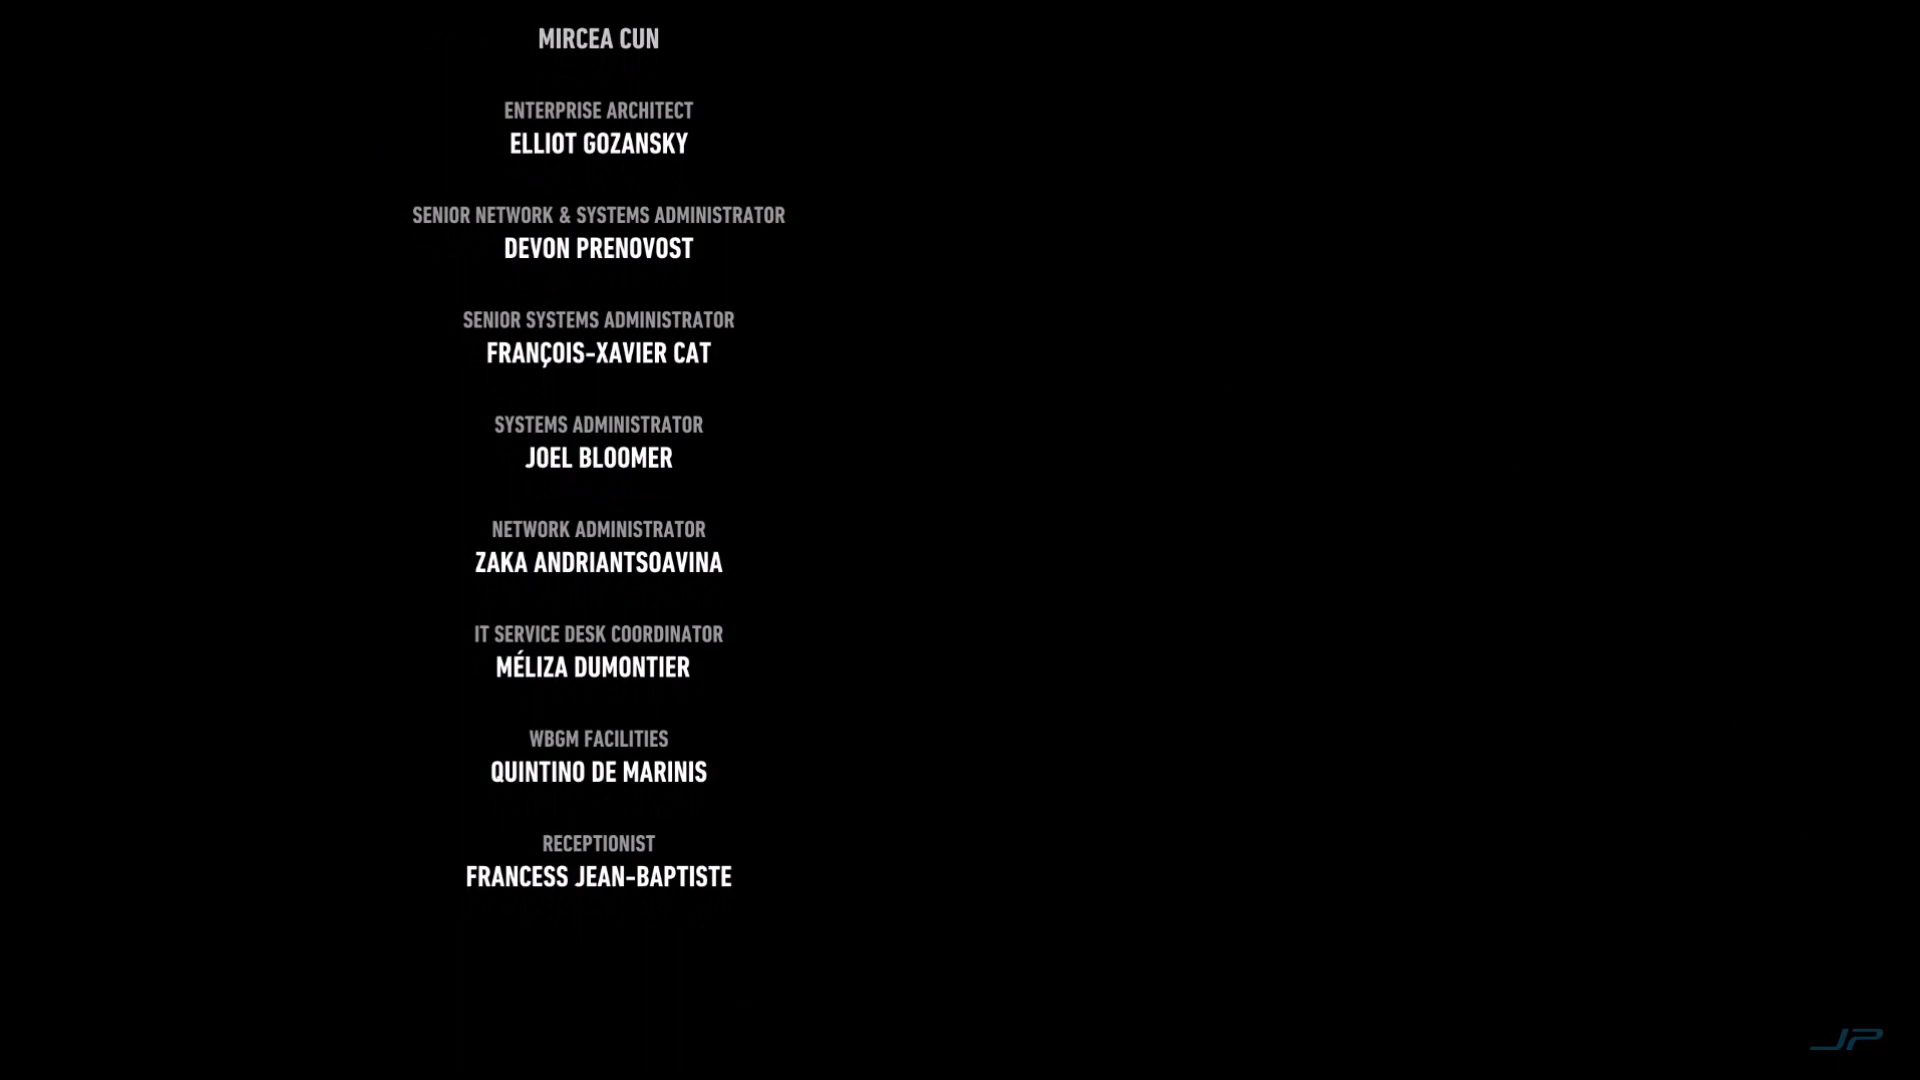 MIRCEA CUN
ENTERPRISE ARCHITECT
ELLIOT GOZANSKY
SENIOR NETWORK & SYSTEMS ADMINISTRATOR
DEVON PRENOVOST
SENIOR SYSTEMS ADMINISTRATOR
FRANÇOIS-XAVIER CAT
SYSTEMS ADMINISTRATOR
JOEL BLOOMER
NETWORK ADMINISTRATOR
ZAKA ANDRIANTSOAVINA
IT SERVICE DESK COORDINATOR
MÉLIZA DUMONTIER
WBGM FACILITIES
QUINTINO DE MARINIS
RECEPTIONIST
FRANCESS JEAN-BAPTISTE
JP